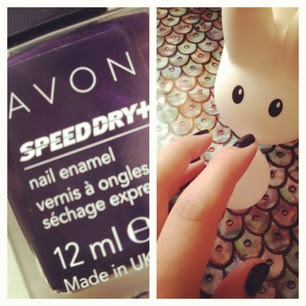 AVON
SPEED DRY+
nail enamel
vernis à ongles
séchage expre
12 ml e
Made in UK